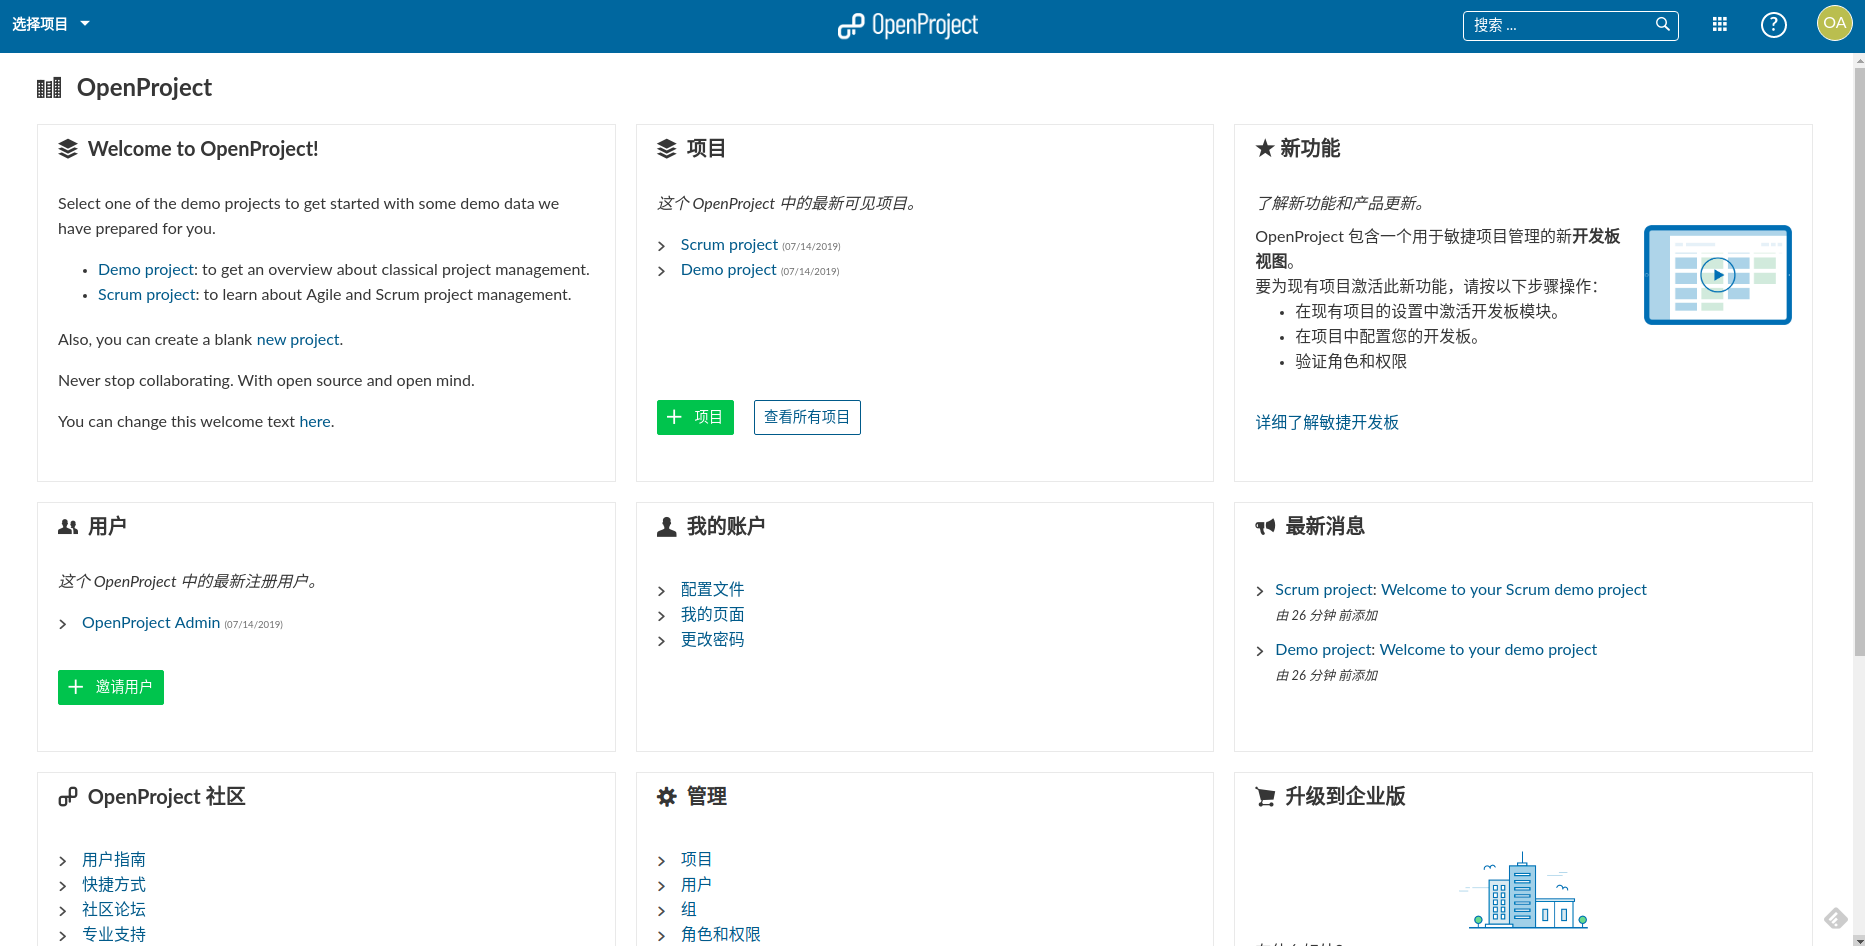 选择项目
OpenProject
搜索 ...
?
OA
OpenProject
Welcome to OpenProject!
Select one of the demo projects to get started with some demo data we
have prepared for you.
Demo project: to get an overview about classical project management.
Scrum project: to learn about Agile and Scrum project management.
Also, you can create a blank new project.
Never stop collaborating. With open source and open mind.
You can change this welcome text here.
项目
这个 OpenProject 中的最新可见项目。
Scrum project (07/14/2019)
Demo project (07/14/2019)
项目
查看所有项目
新功能
了解新功能和产品更新。
OpenProject 包含一个用于敏捷项目管理的新开发板
视图。
要为现有项目激活此新功能，请按以下步骤操作：
在现有项目的设置中激活开发板模块。
在项目中配置您的开发板。
验证角色和权限
详细了解敏捷开发板
用户
这个 OpenProject 中的最新注册用户。
OpenProject Admin (07/14/2019)
邀请用户
我的账户
配置文件
我的页面
更改密码
最新消息
Scrum project: Welcome to your Scrum demo project
由 26 分钟 前添加
Demo project: Welcome to your demo project
由 26 分钟 前添加
OpenProject 社区
用户指南
快捷方式
社区论坛
专业支持
管理
项目
用户
组
角色和权限
升级到企业版